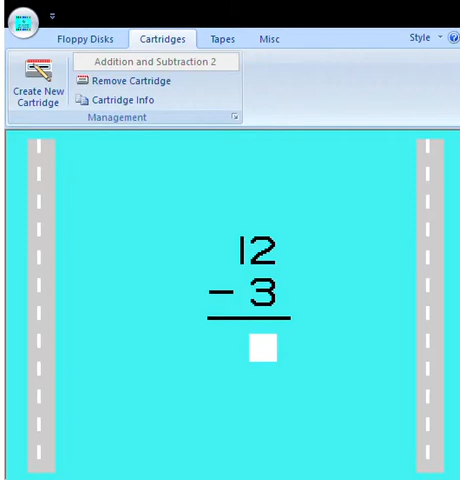 Floppy Disks Cartridges Tapes Misc Style
Addition and Subtraction 2
Remove Cartridge
Create New
Cartridge
Cartridge Info
Management
12
− 3